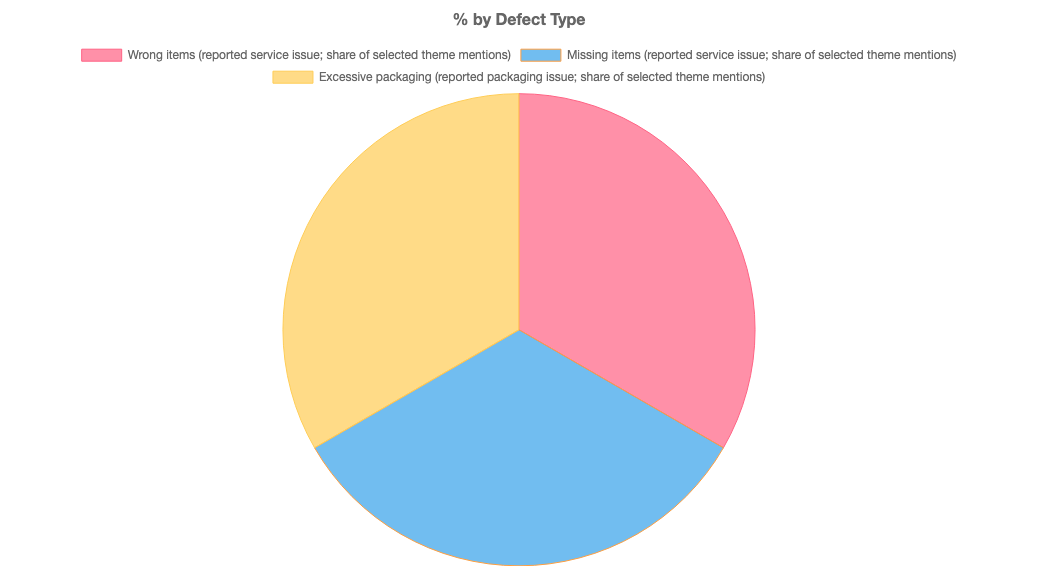 % by Defect Type
Wrong items (reported service issue; share of selected theme mentions) Missing items (reported service issue; share of selected theme mentions)
Excessive packaging (reported packaging issue; share of selected theme mentions)